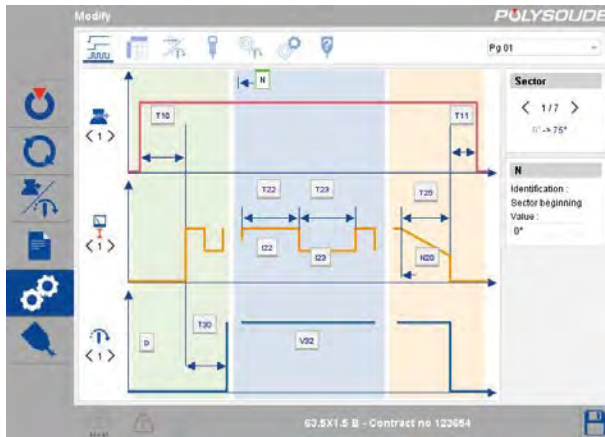 Modify
POLYSOUDE
Pg 01
Sector
< 1/7 >
0°-> 75°
N
Identification :
Sector beginning
Value :
0°
N
T10
T11
< 1 >
T22
T23
T29
I22
I23
N20
< 1 >
T30
D
V32
< 1 >
63.5X1.5 B - Contract no 123654